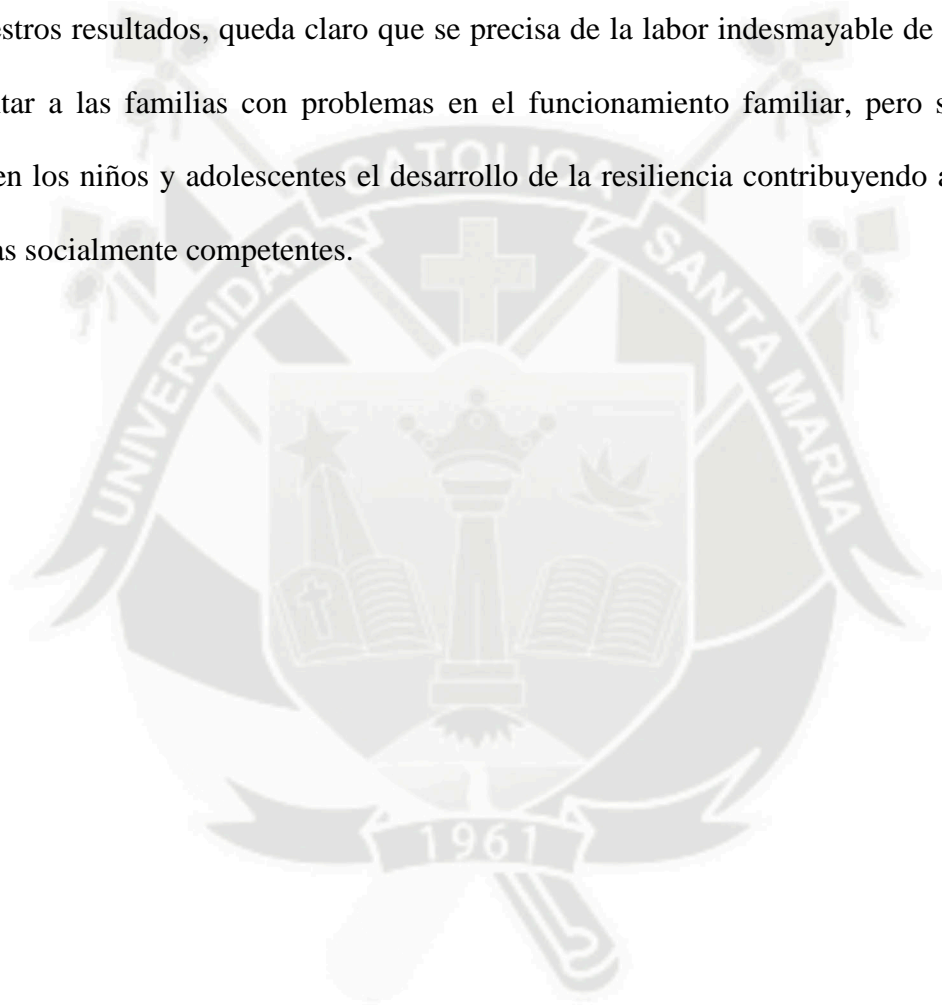 estros resultados, queda claro que se precisa de la labor indesmayable de
tar a las familias con problemas en el funcionamiento familiar, pero s
en los niños y adolescentes el desarrollo de la resiliencia contribuyendo a
as socialmente competentes.
UNIVERSIDAD CATOLICA SANTA MARIA
1961